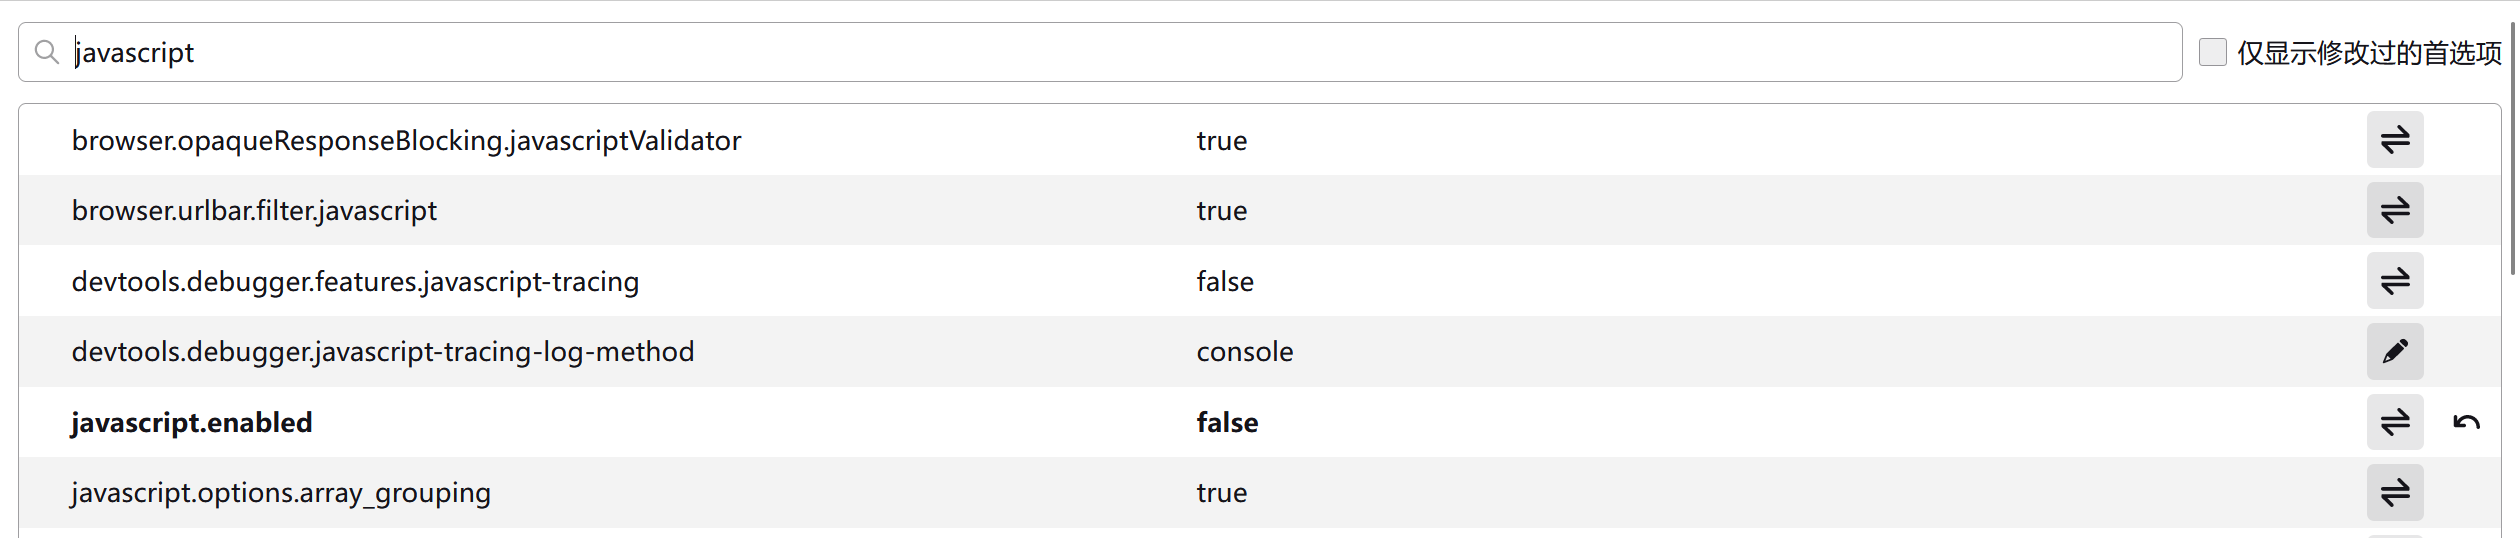 javascript
仅显示修改过的首选项
browser.opaqueResponseBlocking.javascriptValidator true
browser.urlbar.filter.javascript true
devtools.debugger.features.javascript-tracing false
devtools.debugger.javascript-tracing-log-method console
javascript.enabled false
javascript.options.array_grouping true